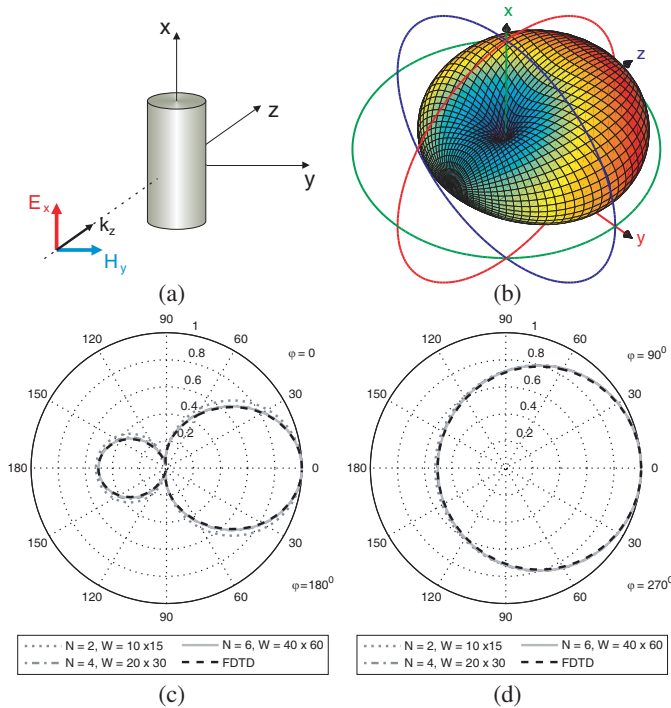 x
z
y
E x
k z
H y
(a)
x
z
y
(b)
90
1
120
60
φ = 0
0.8
0.6
150
30
0.4
0.2
180
0
150
30
120
60
φ=180⁰
90
N = 2, W = 10 x15
N = 6, W = 40 x 60
N = 4, W = 20 x 30
FDTD
(c)
90
1
120
60
φ = 90⁰
0.8
0.6
150
30
0.4
0.2
180
0
150
30
120
60
φ = 270⁰
90
N = 2, W = 10 x15
N = 6, W = 40 x 60
N = 4, W = 20 x 30
FDTD
(d)